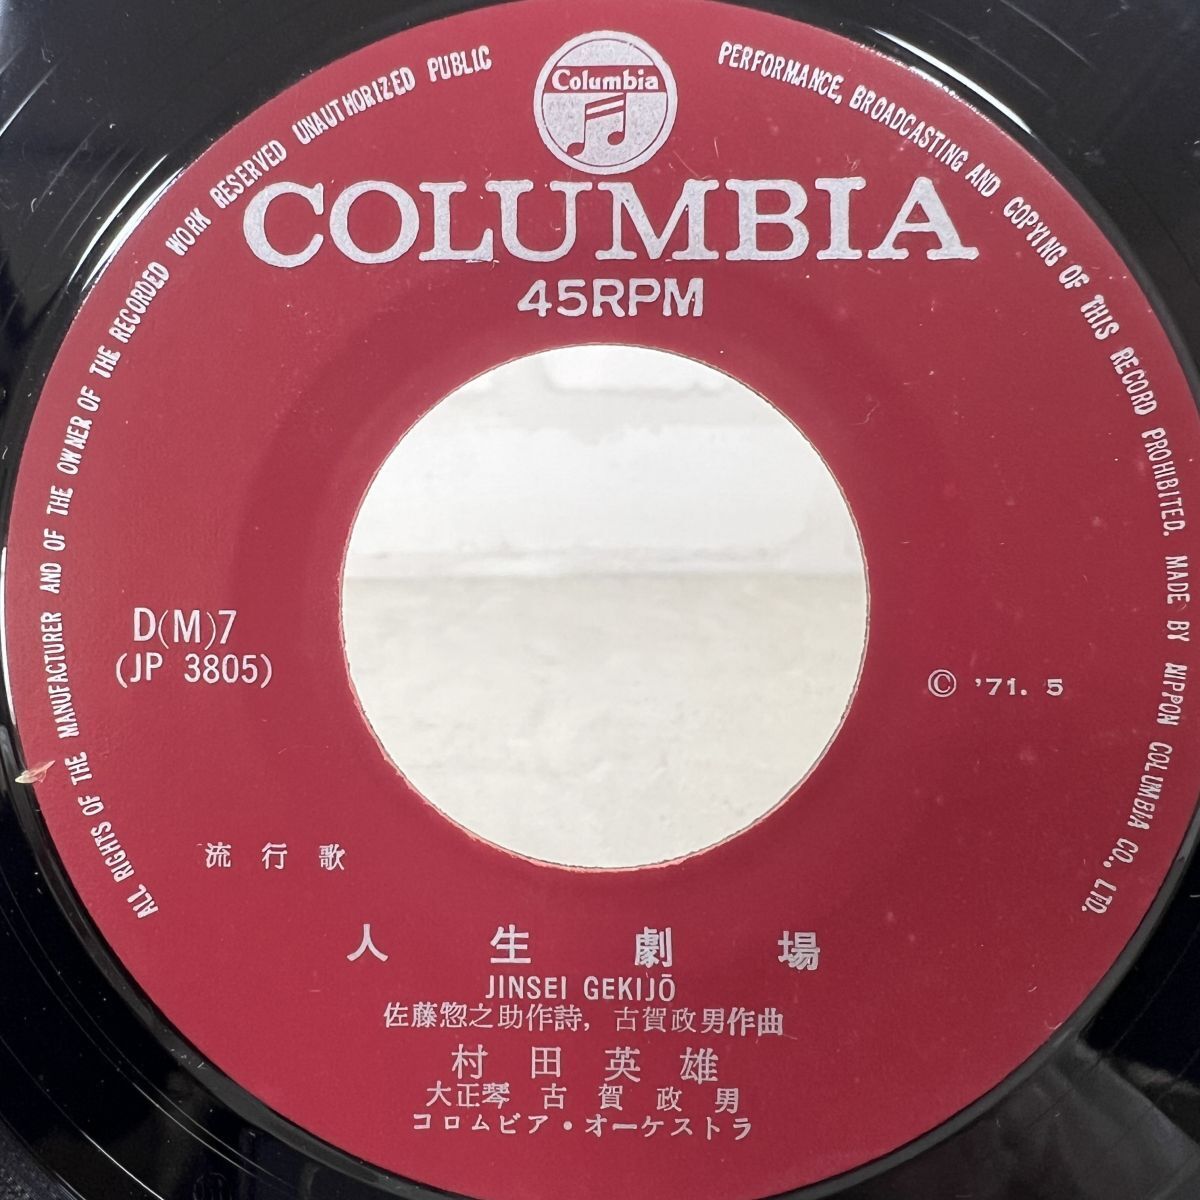 ALL RIGHTS OF THE MANUFACTURER AND OF THE OWNER OF THE RECORDED WORK RESERVED UNAUTHORIZED PUBLIC PERFORMANCE, BROADCASTING AND COPYING OF THIS RECORD PROHIBITED. MADE BY NIPPON COLUMBIA CO., LTD.
Columbia
COLUMBIA
45RPM
D(M)7
(JP 3805)
© '71. 5
流行歌
人生劇場
JINSEI GEKIJŌ
佐藤惣之助作詩, 古賀政男作曲
村田英雄
大正琴 古賀政男
コロムビア・オーケストラ